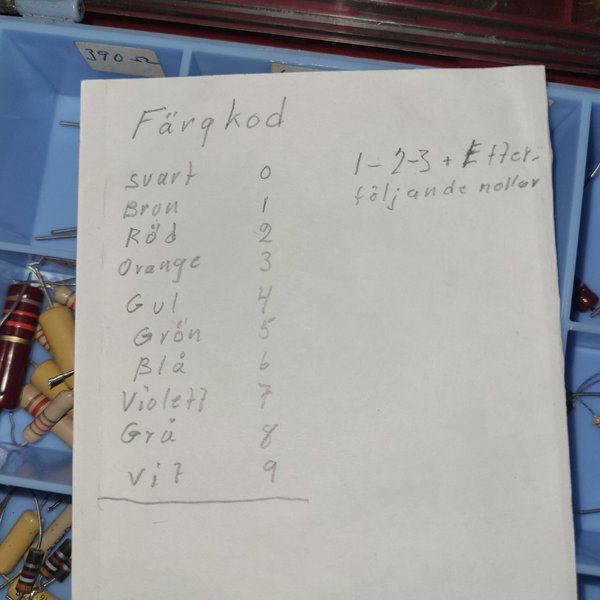 390 Ω
Färgkod
1-2-3 + Efter-
följande nollor
Svart 0
Brun 1
Röd 2
Orange 3
Gul 4
Grön 5
Blå 6
Violett 7
Grå 8
Vit 9